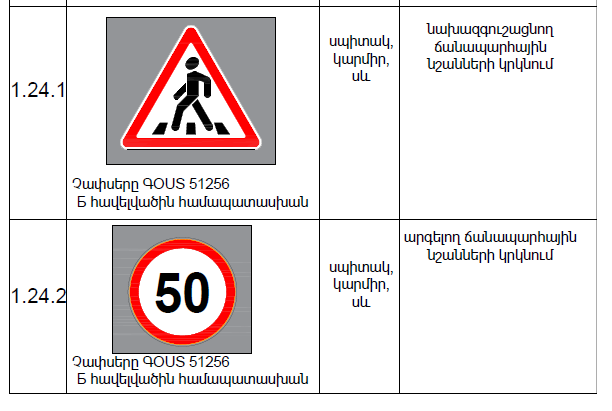 1.24.1
Չափսերը ԳՕՍՏ 51256
Բ հավելվածին համապատասխան
սպիտակ,
կարմիր,
սև
նախազգուշացնող
ճանապարհային
նշանների կրկնում
1.24.2
50
Չափսերը ԳՕՍՏ 51256
Բ հավելվածին համապատասխան
սպիտակ,
կարմիր,
սև
արգելող ճանապարհային
նշանների կրկնում